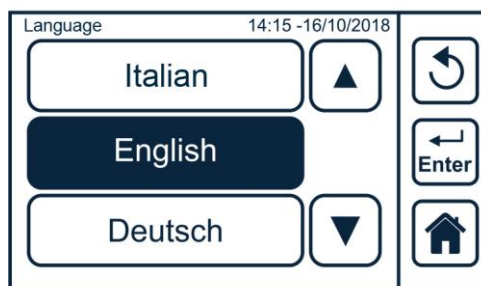 Language 14:15 -16/10/2018
Italian
English
Enter
Deutsch